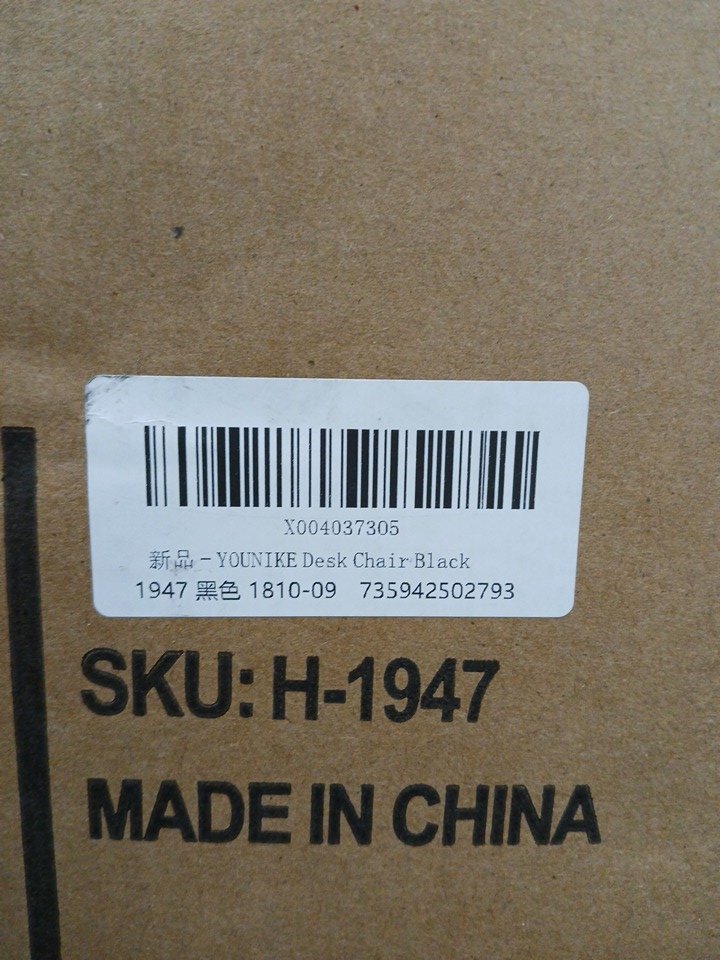 X004037305
新品 - YOUNIKE Desk Chair Black
1947 黑色 1810-09 735942502793
SKU: H-1947
MADE IN CHINA